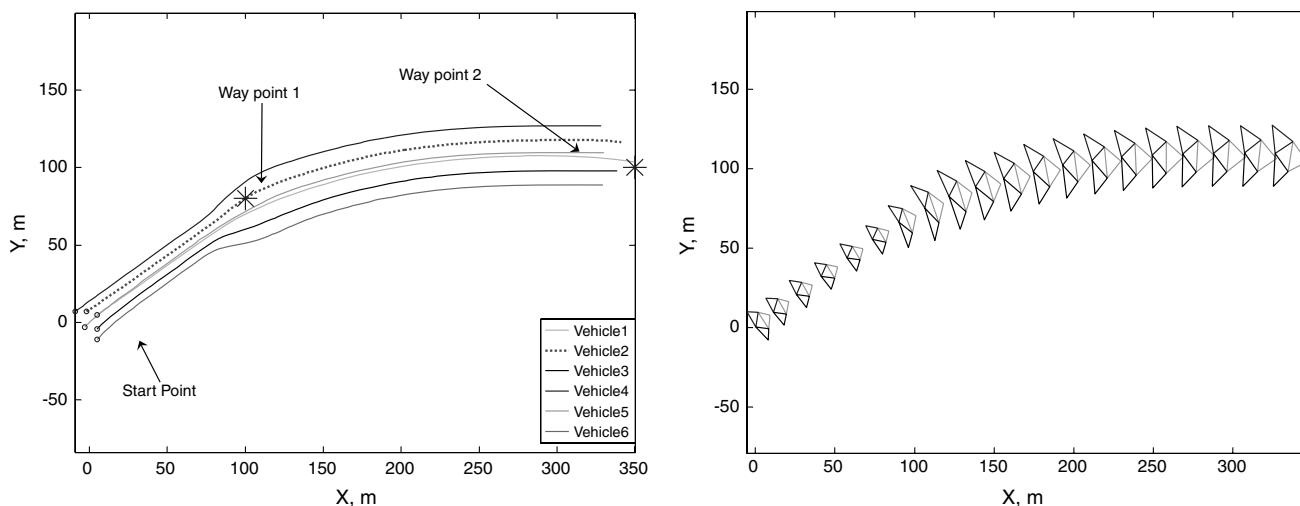 150
100
50
0
-50
Y, m
Way point 1
Way point 2
Start Point
Vehicle1
Vehicle2
Vehicle3
Vehicle4
Vehicle5
Vehicle6
0
50
100
150
200
250
300
350
X, m
150
100
50
0
-50
Y, m
0
50
100
150
200
250
300
X, m